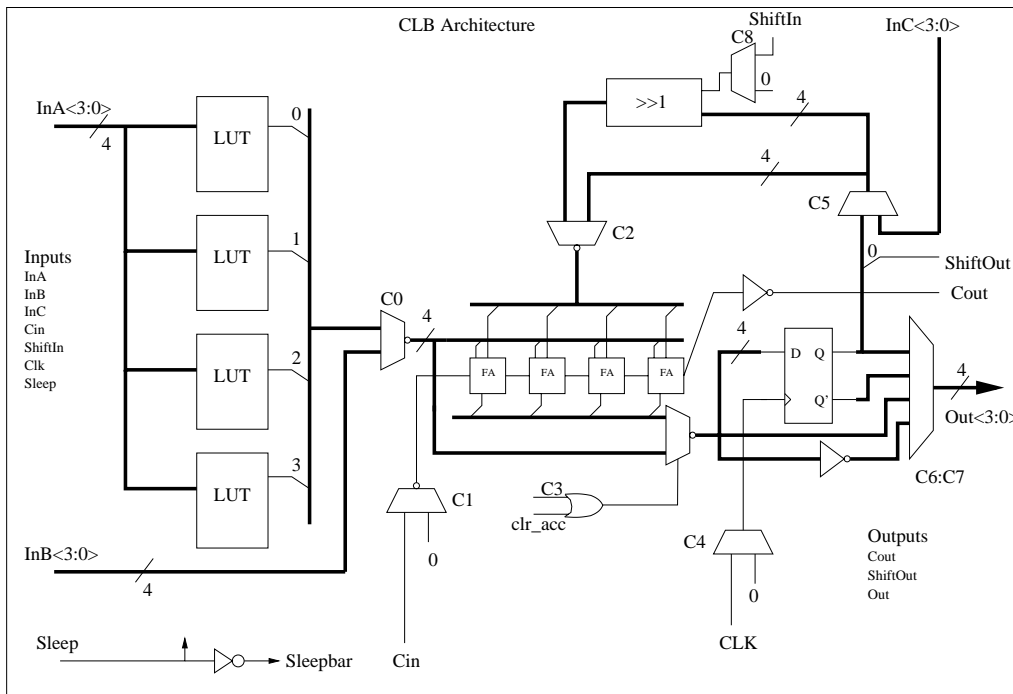 CLB Architecture
ShiftIn
InC<3:0>
C8
0
>>1
4
InA<3:0>
4
LUT
0
4
C5
LUT
1
C2
Inputs
InA
InB
InC
Cin
ShiftIn
Clk
Sleep
0
ShiftOut
C0
Cout
4
LUT
2
FA
FA
FA
FA
4
D
Q
Q'
4
Out<3:0>
LUT
3
C6:C7
C1
0
C3
clr_acc
C4
0
CLK
InB<3:0>
4
Outputs
Cout
ShiftOut
Out
Sleep
Sleepbar
Cin